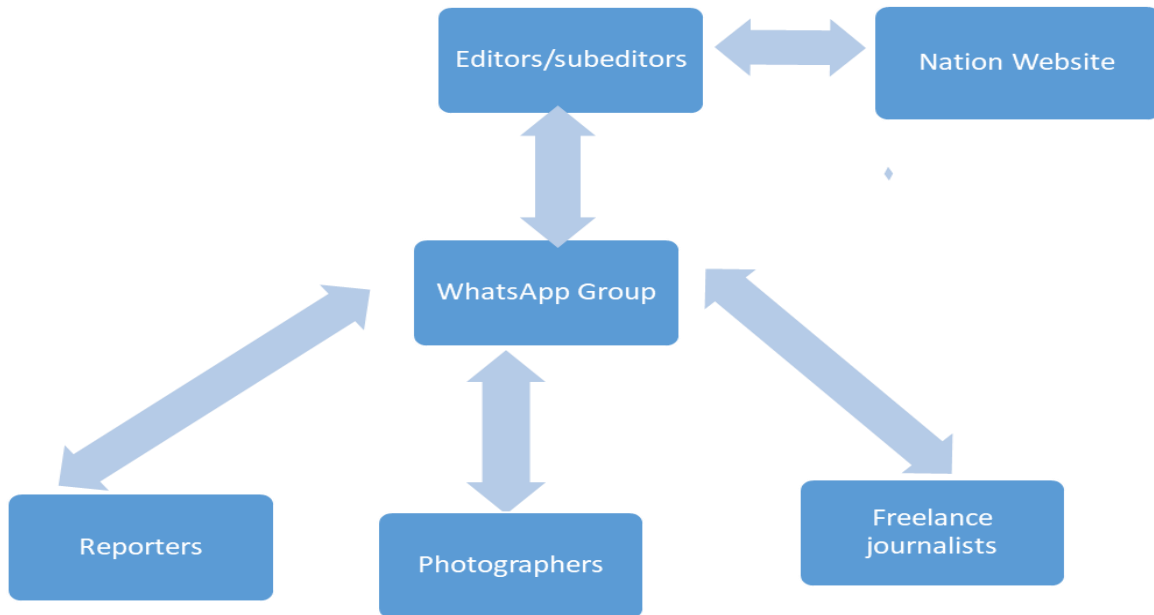 Editors/subeditors
Nation Website
WhatsApp Group
Reporters
Photographers
Freelance
journalists